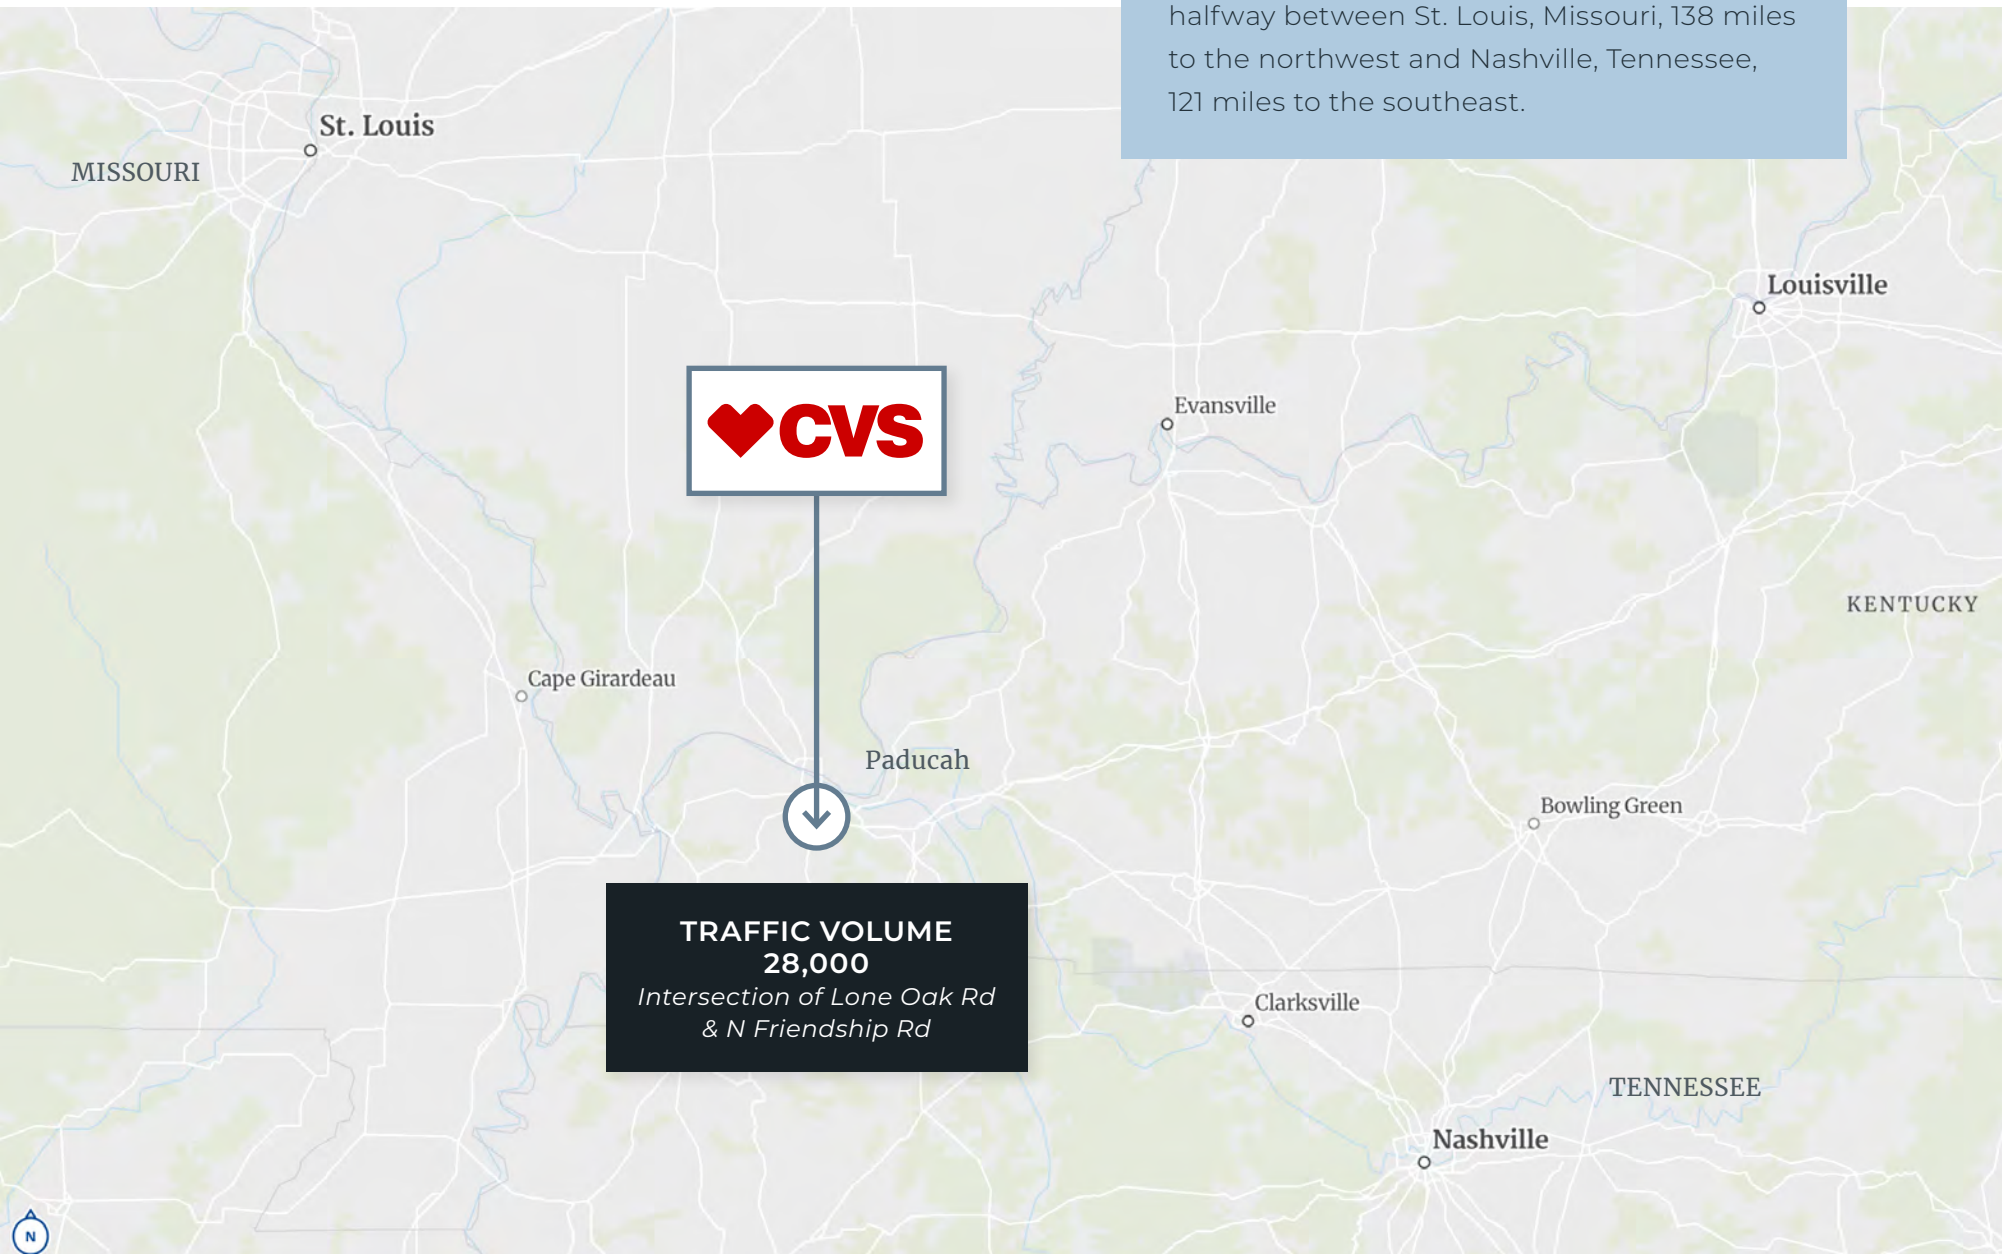 halfway between St. Louis, Missouri, 138 miles
to the northwest and Nashville, Tennessee,
121 miles to the southeast.
St. Louis
MISSOURI
Louisville
CVS
Evansville
KENTUCKY
Cape Girardeau
Paducah
Bowling Green
TRAFFIC VOLUME
28,000
Intersection of Lone Oak Rd
& N Friendship Rd
Clarksville
TENNESSEE
Nashville
N